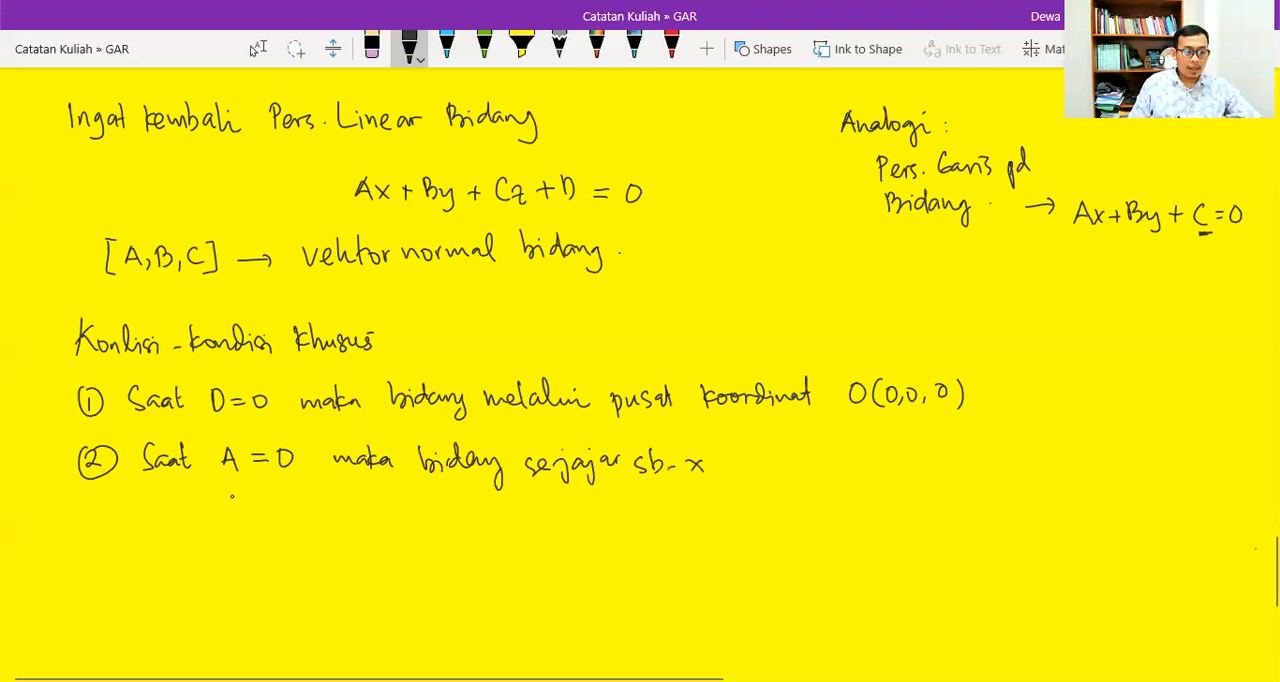 Catatan Kuliah » GAR
Dewa
Catatan Kuliah » GAR
Shapes
Ink to Shape
Ink to Text
Mat
Ingat kembali Pers. Linear Bidang
Ax + By + Cz + D = 0
[A, B, C] → vektor normal bidang.
Analogi :
Pers. Garis pd
Bidang. → Ax + By + C = 0
Kondisi - kondisi khusus
① Saat D = 0 maka bidang melalui pusat koordinat O(0,0,0)
② Saat A = 0 maka bidang sejajar sb-x